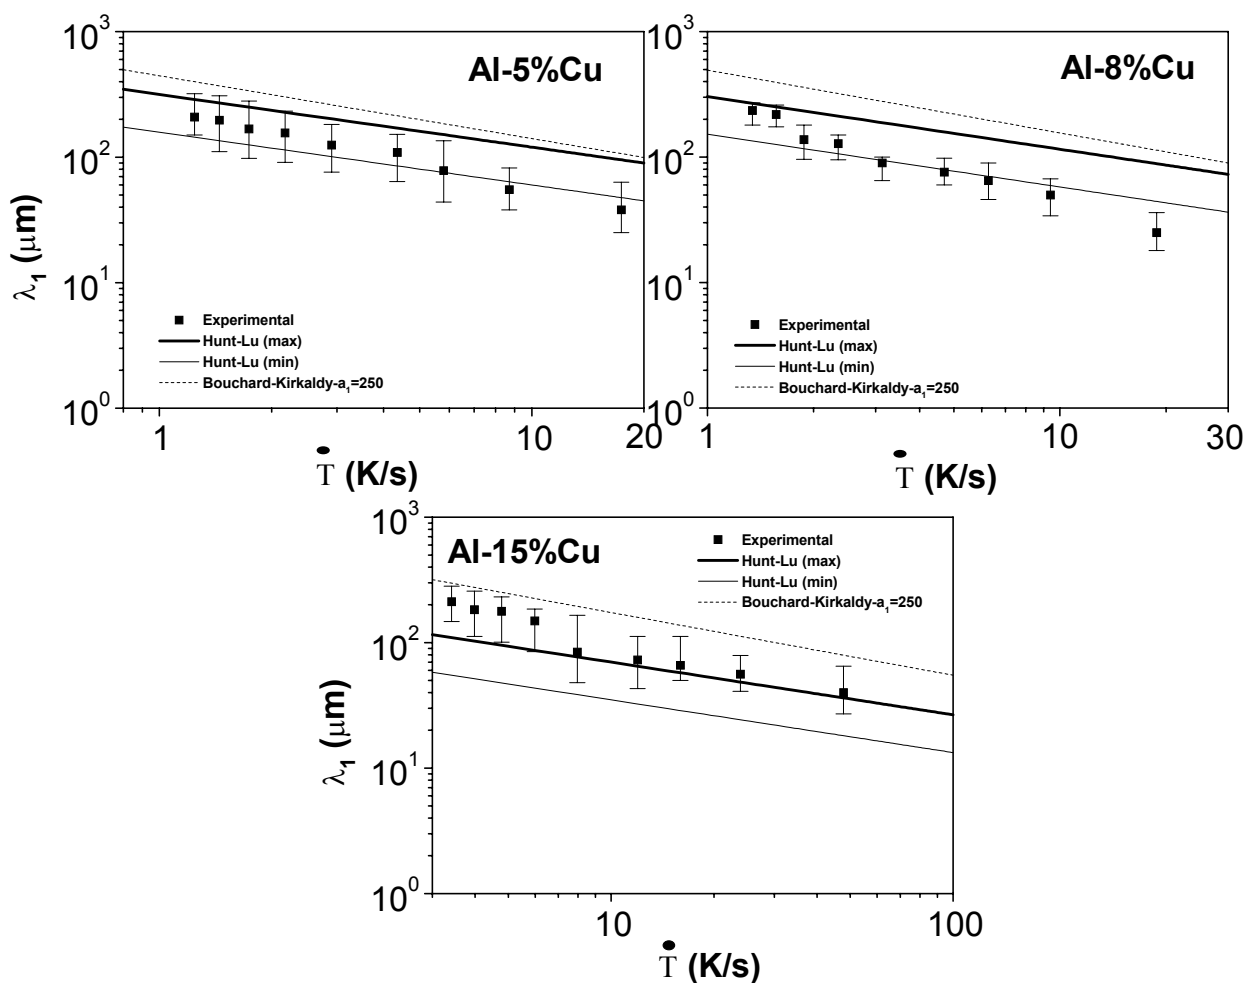 Al-5%Cu
λ₁ (μm)
10³
10²
10¹
10⁰
Experimental
Hunt-Lu (max)
Hunt-Lu (min)
Bouchard-Kirkaldy-a₁=250
1
10
20
Ṫ (K/s)
Al-8%Cu
10³
10²
10¹
10⁰
Experimental
Hunt-Lu (max)
Hunt-Lu (min)
Bouchard-Kirkaldy-a₁=250
1
10
30
Ṫ (K/s)
Al-15%Cu
λ₁ (μm)
10³
10²
10¹
10⁰
Experimental
Hunt-Lu (max)
Hunt-Lu (min)
Bouchard-Kirkaldy-a₁=250
10
100
Ṫ (K/s)